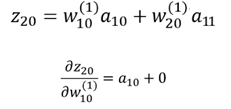 z₂₀ = w₁₀⁽¹⁾a₁₀ + w₂₀⁽¹⁾a₁₁
∂z₂₀/∂w₁₀⁽¹⁾ = a₁₀ + 0